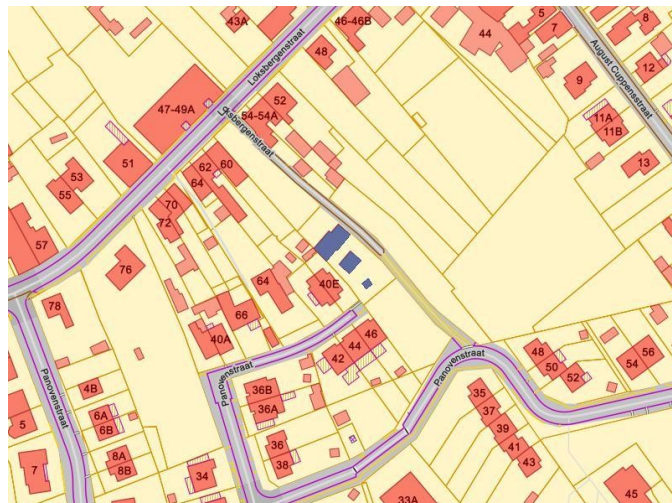 43A
46-46B
48
44
5
7
8
12
9
August Cuppensstraat
Loksbergenstraat
47-49A
52
54-54A
Loksbergenstraat
11A
11B
13
51
53
55
62
60
64
70
72
57
76
64
40E
78
66
40A
46
44
42
Panovenstraat
48
50
52
56
54
Panovenstraat
Panovenstraat
4B
36B
36A
35
37
39
41
43
5
6A
6B
36
38
7
8A
8B
34
33A
45